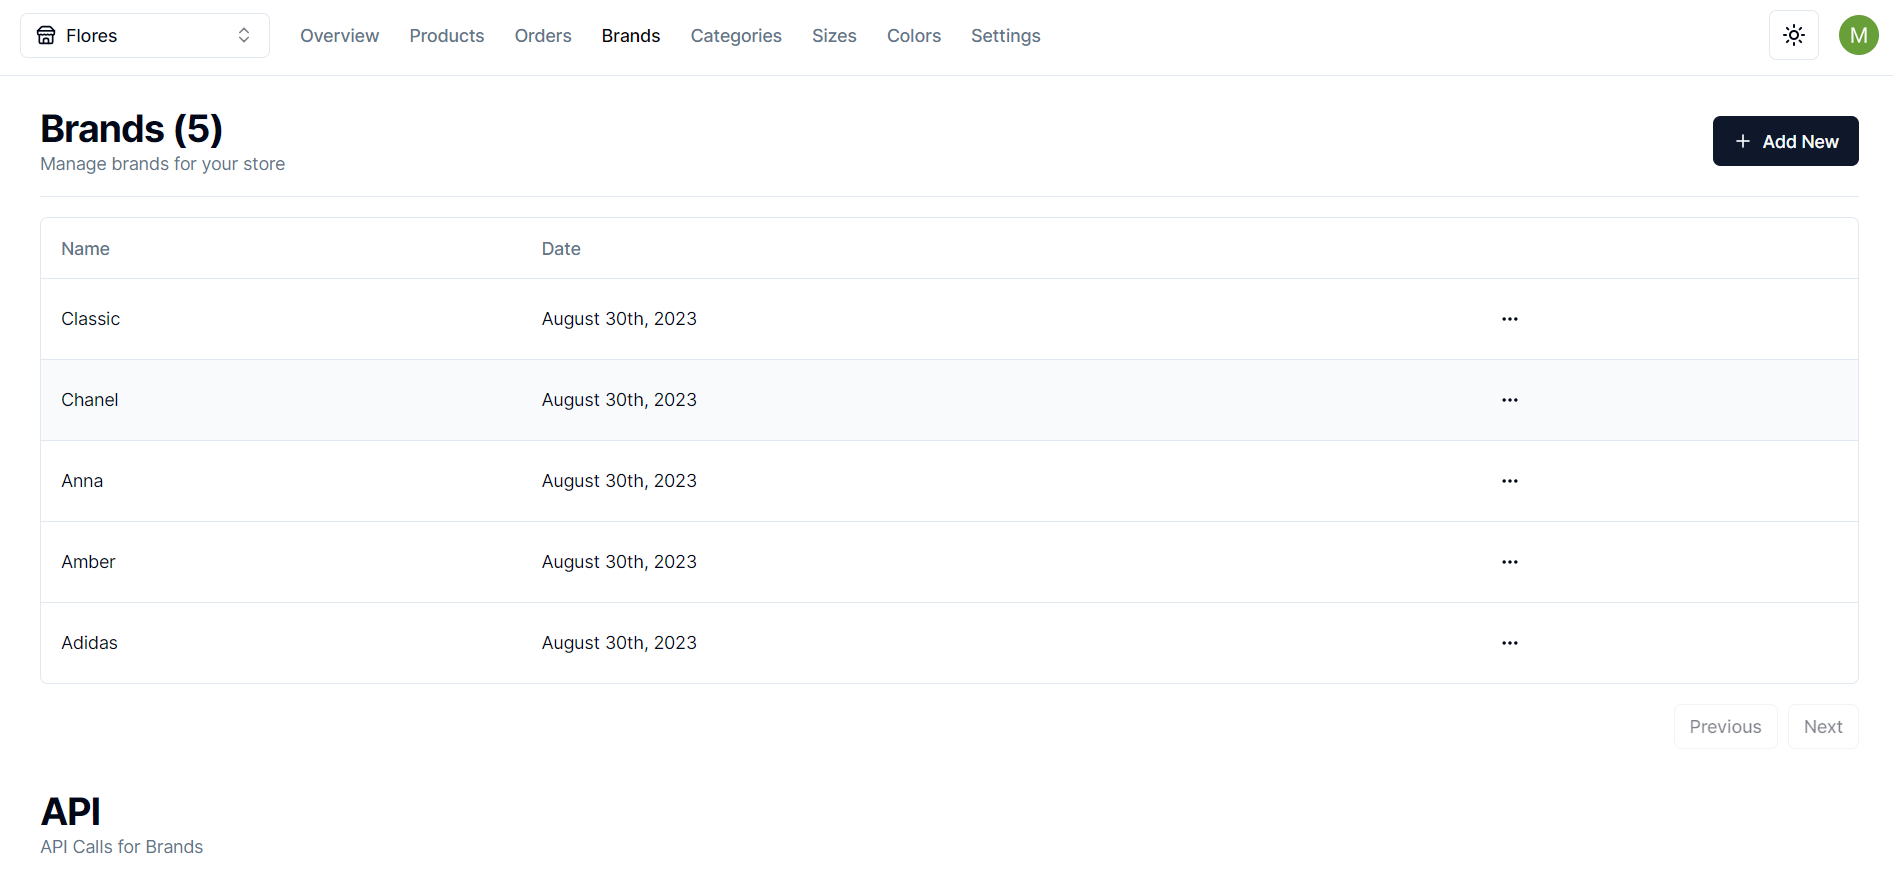 Flores Overview Products Orders Brands Categories Sizes Colors Settings M
Brands (5)
Manage brands for your store
+ Add New
Name Date
Classic August 30th, 2023 ...
Chanel August 30th, 2023 ...
Anna August 30th, 2023 ...
Amber August 30th, 2023 ...
Adidas August 30th, 2023 ...
Previous Next
API
API Calls for Brands